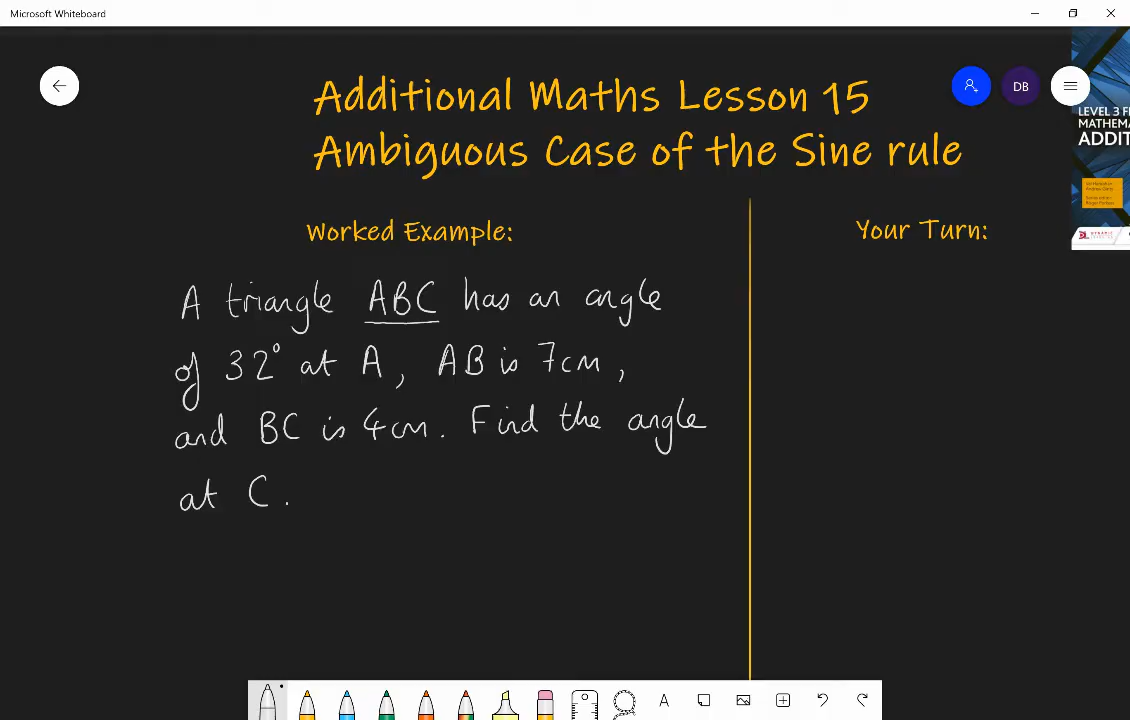 Microsoft Whiteboard
Additional Maths Lesson 15
Ambiguous Case of the Sine rule
DB
LEVEL 3 F
MATHEMA
ADDIT
Worked Example:
Your Turn:
A triangle ABC has an angle
of 32° at A, AB is 7cm,
and BC is 4cm. Find the angle
at C.
A